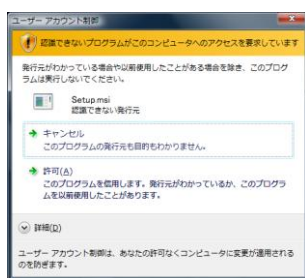 ユーザー アカウント制御
認識できないプログラムがこのコンピュータへのアクセスを要求しています
発行元がわかっている場合や以前使用したことがある場合を除き、このプログ
ラムは実行しないでください。
Setup.msi
認識できない発行元
キャンセル
このプログラムの発行元も目的もわかりません。
許可(A)
このプログラムを信用します。発行元がわかっているか、このプログラ
ムを以前使用したことがあります。
詳細(D)
ユーザー アカウント制御は、あなたの許可なくコンピュータに変更が適用される
のを防ぎます。